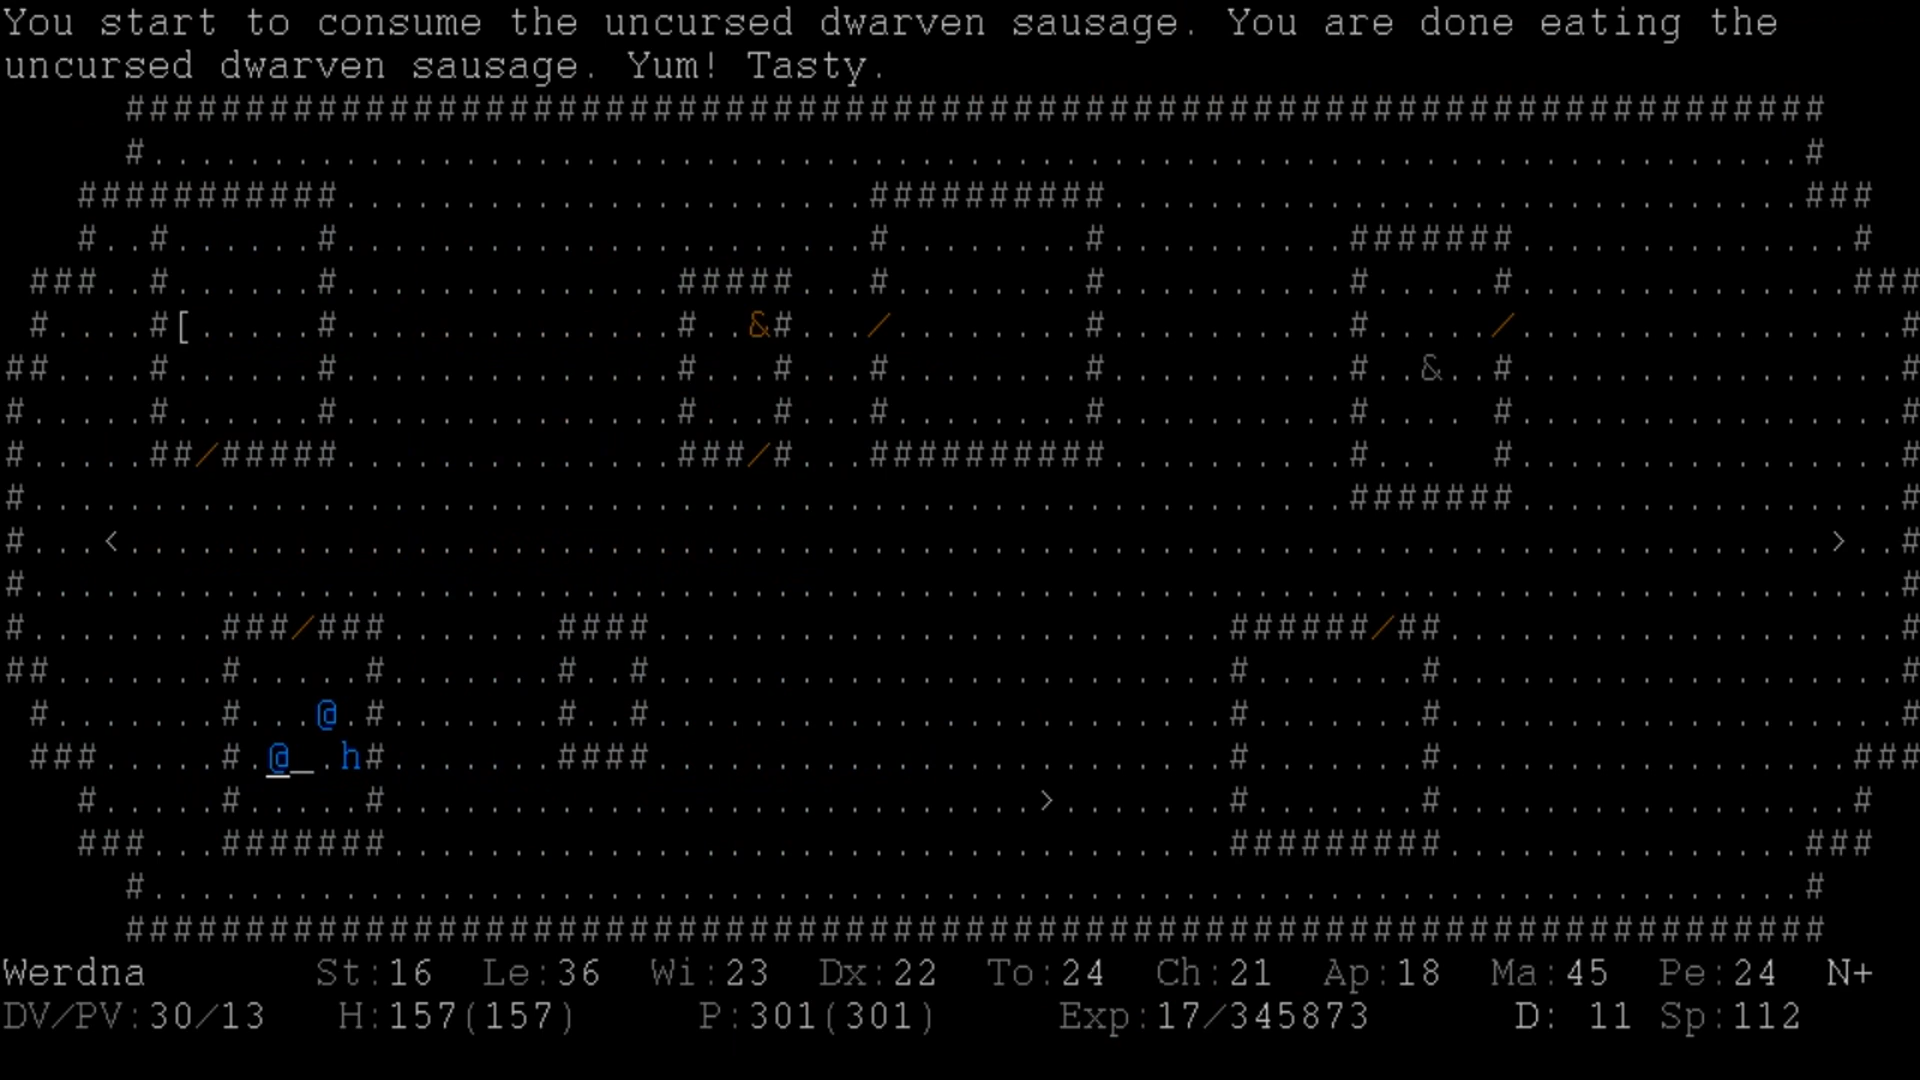 You start to consume the uncursed dwarven sausage. You are done eating the
uncursed dwarven sausage. Yum! Tasty.
Werdna St:16 Le:36 Wi:23 Dx:22 To:24 Ch:21 Ap:18 Ma:45 Pe:24 N+
DV/PV:30/13 H:157(157) P:301(301) Exp:17/345873 D: 11 Sp:112